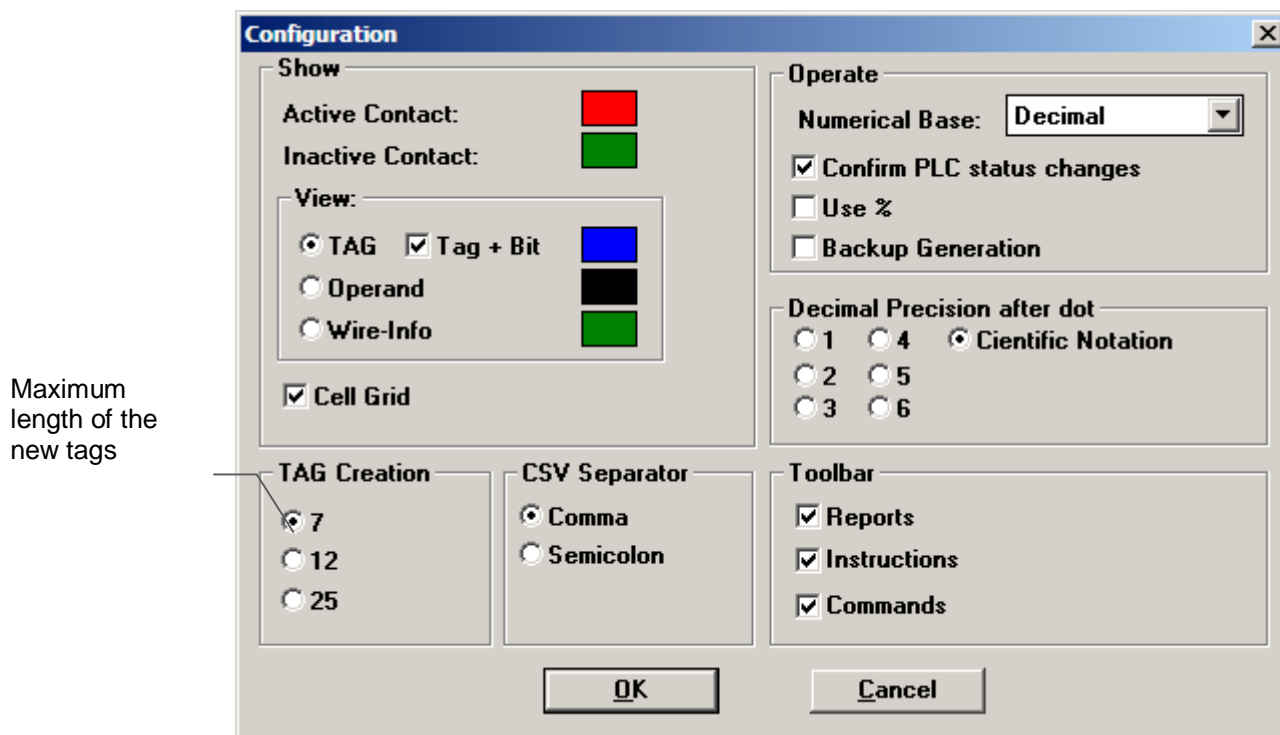 Configuration
Show
Active Contact:
Inactive Contact:
View:
TAG Tag + Bit
Operand
Wire-Info
Cell Grid
Operate
Numerical Base: Decimal
Confirm PLC status changes
Use %
Backup Generation
Decimal Precision after dot
1 4 Cientific Notation
2 5
3 6
Maximum
length of the
new tags
TAG Creation
7
12
25
CSV Separator
Comma
Semicolon
Toolbar
Reports
Instructions
Commands
OK Cancel